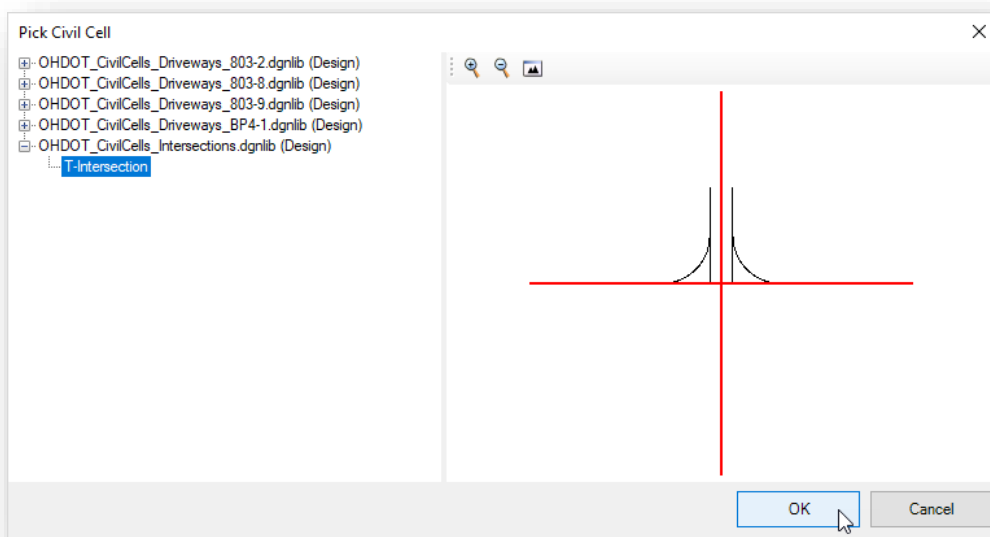 Pick Civil Cell
OHDOT_CivilCells_Driveways_803-2.dgnlib (Design)
OHDOT_CivilCells_Driveways_803-8.dgnlib (Design)
OHDOT_CivilCells_Driveways_803-9.dgnlib (Design)
OHDOT_CivilCells_Driveways_BP4-1.dgnlib (Design)
OHDOT_CivilCells_Intersections.dgnlib (Design)
T-Intersection
OK
Cancel